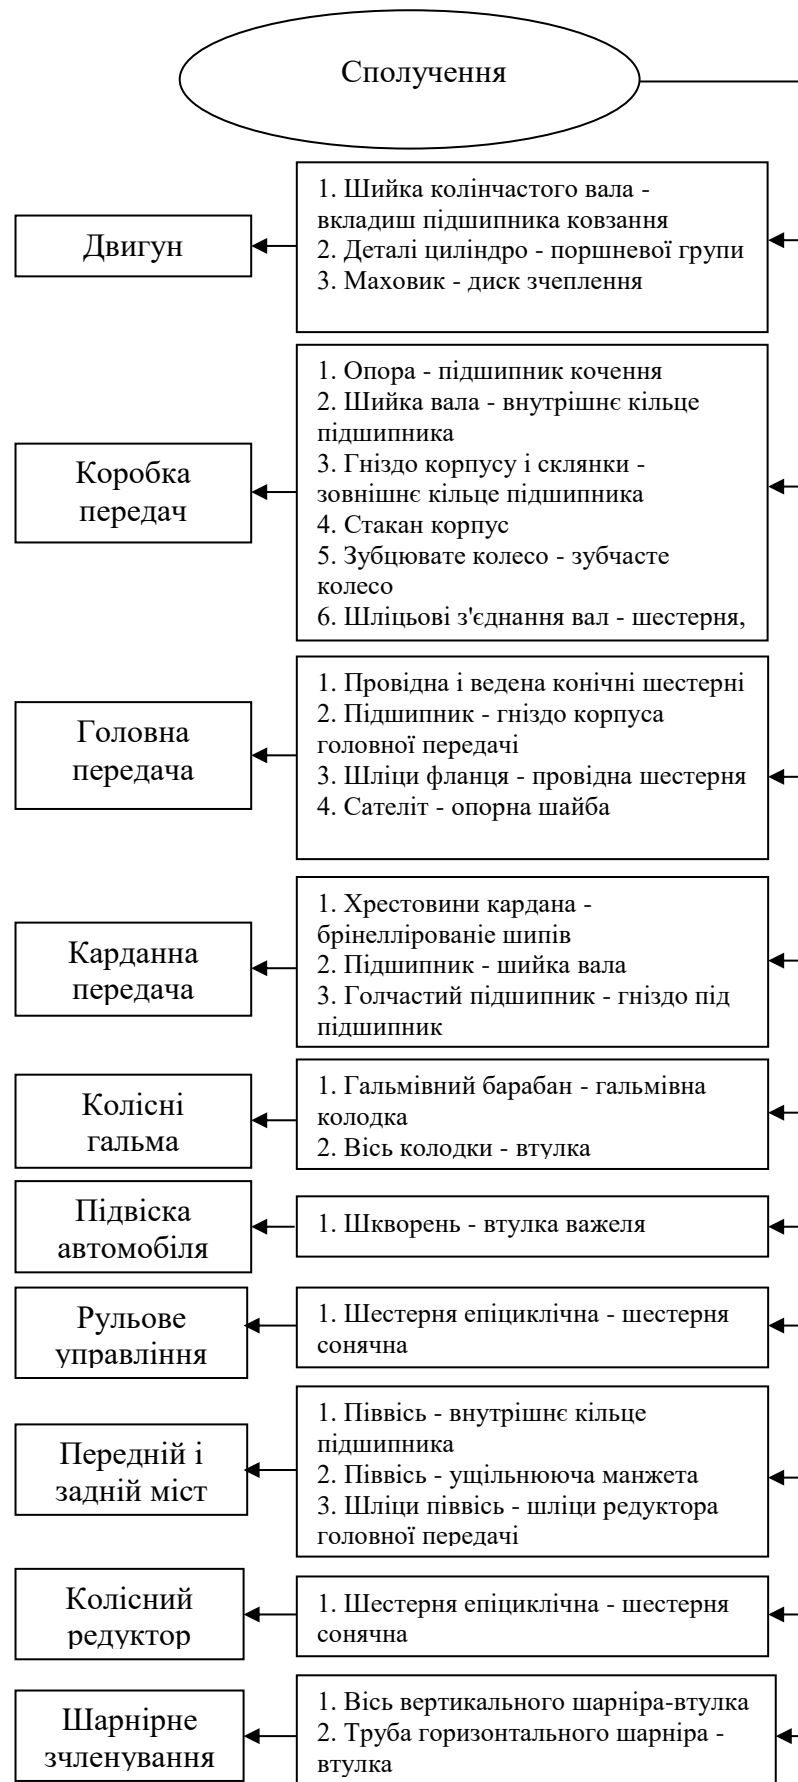 Сполучення
Двигун
1. Шийка колінчастого вала -
вкладиш підшипника ковзання
2. Деталі циліндро - поршневої групи
3. Маховик - диск зчеплення
Коробка
передач
1. Опора - підшипник кочення
2. Шийка вала - внутрішнє кільце
підшипника
3. Гніздо корпусу і склянки -
зовнішнє кільце підшипника
4. Стакан корпус
5. Зубцювате колесо - зубчасте
колесо
6. Шліцьові з'єднання вал - шестерня,
Головна
передача
1. Провідна і ведена конічні шестерні
2. Підшипник - гніздо корпуса
головної передачі
3. Шліци фланця - провідна шестерня
4. Сателіт - опорна шайба
Карданна
передача
1. Хрестовини кардана -
брінеллірованіе шипів
2. Підшипник - шийка вала
3. Голчастий підшипник - гніздо під
підшипник
Колісні
гальма
1. Гальмівний барабан - гальмівна
колодка
2. Вісь колодки - втулка
Підвіска
автомобіля
1. Шкворень - втулка важеля
Рульове
управління
1. Шестерня епіциклічна - шестерня
сонячна
Передній і
задній міст
1. Піввісь - внутрішнє кільце
підшипника
2. Піввісь - ущільнююча манжета
3. Шліци піввісь - шліци редуктора
головної передачі
Колісний
редуктор
1. Шестерня епіциклічна - шестерня
сонячна
Шарнірне
зчленування
1. Вісь вертикального шарніра-втулка
2. Труба горизонтального шарніра -
втулка